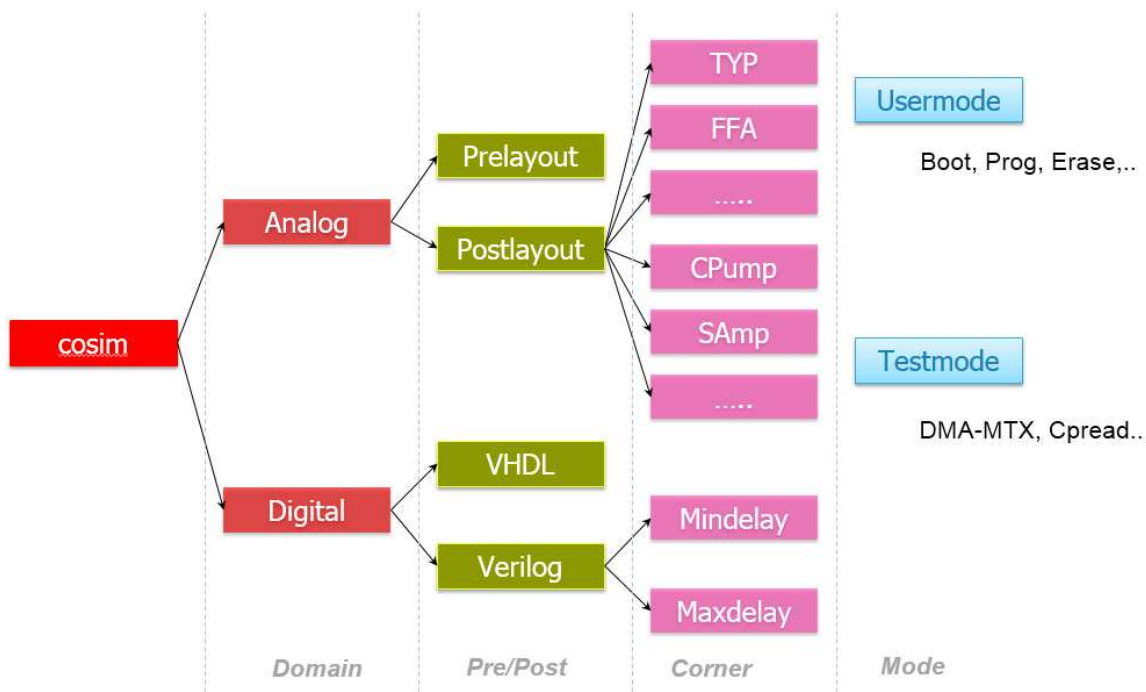 TYP
Usermode
FFA
Prelayout
Boot, Prog, Erase,..
.....
Analog
Postlayout
CPump
cosim
SAmp
Testmode
.....
DMA-MTX, Cpread..
VHDL
Digital
Mindelay
Verilog
Maxdelay
Domain
Pre/Post
Corner
Mode